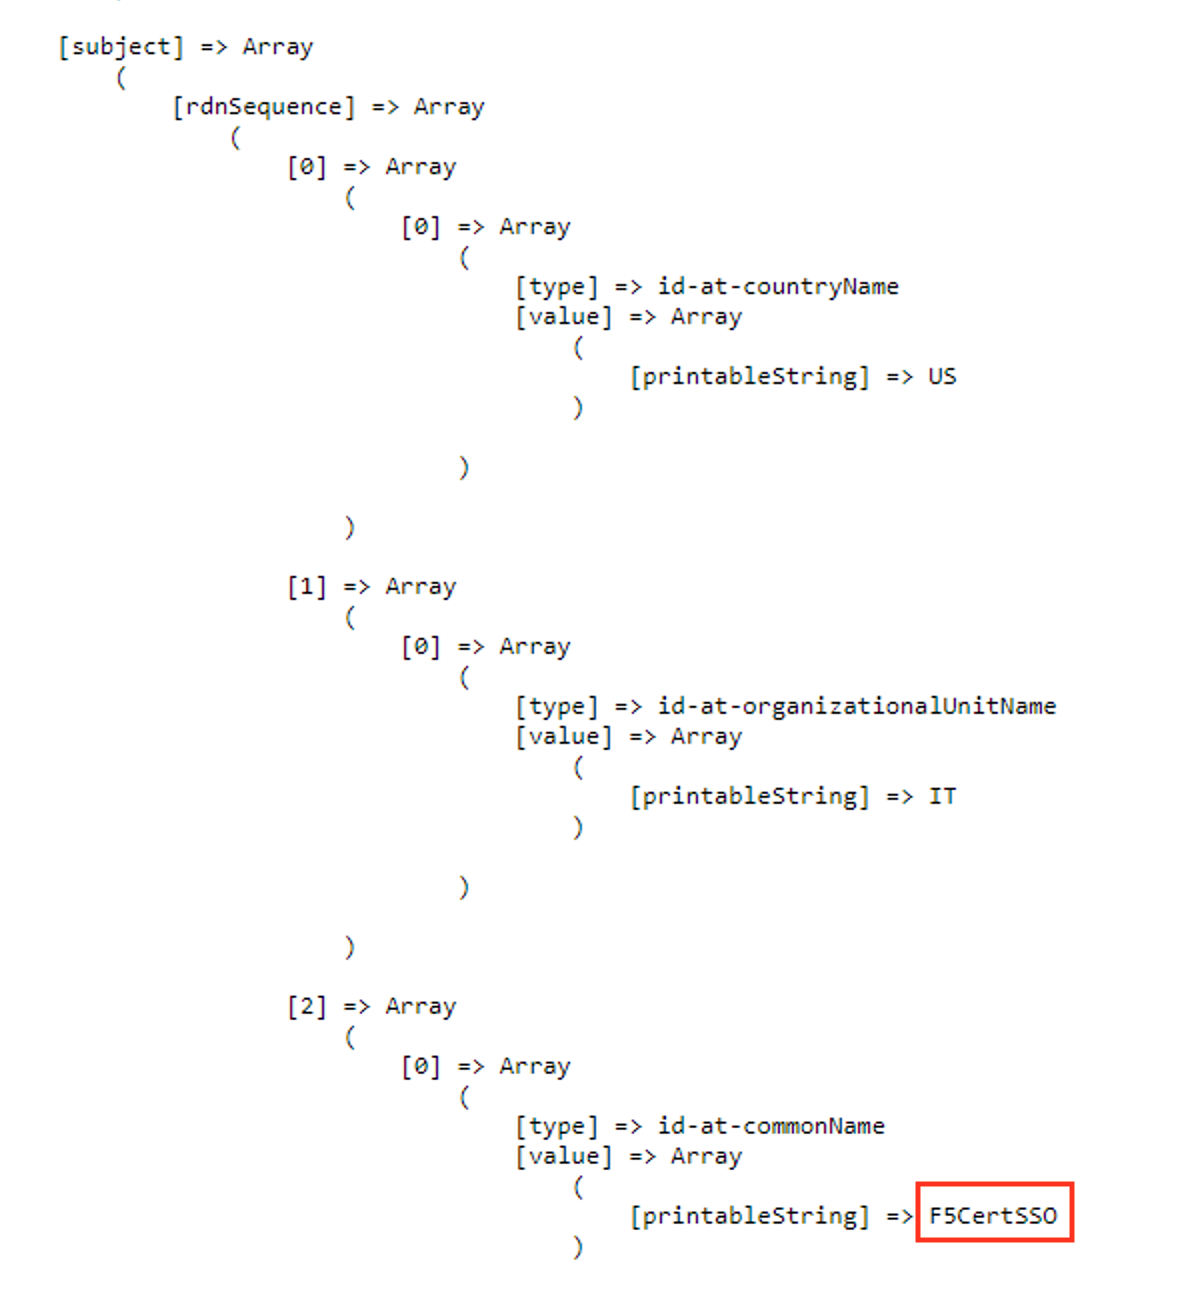 [subject] => Array
(
[rdnSequence] => Array
(
[0] => Array
(
[0] => Array
(
[type] => id-at-countryName
[value] => Array
(
[printableString] => US
)
)
)
[1] => Array
(
[0] => Array
(
[type] => id-at-organizationalUnitName
[value] => Array
(
[printableString] => IT
)
)
)
[2] => Array
(
[0] => Array
(
[type] => id-at-commonName
[value] => Array
(
[printableString] => F5CertSSO
)